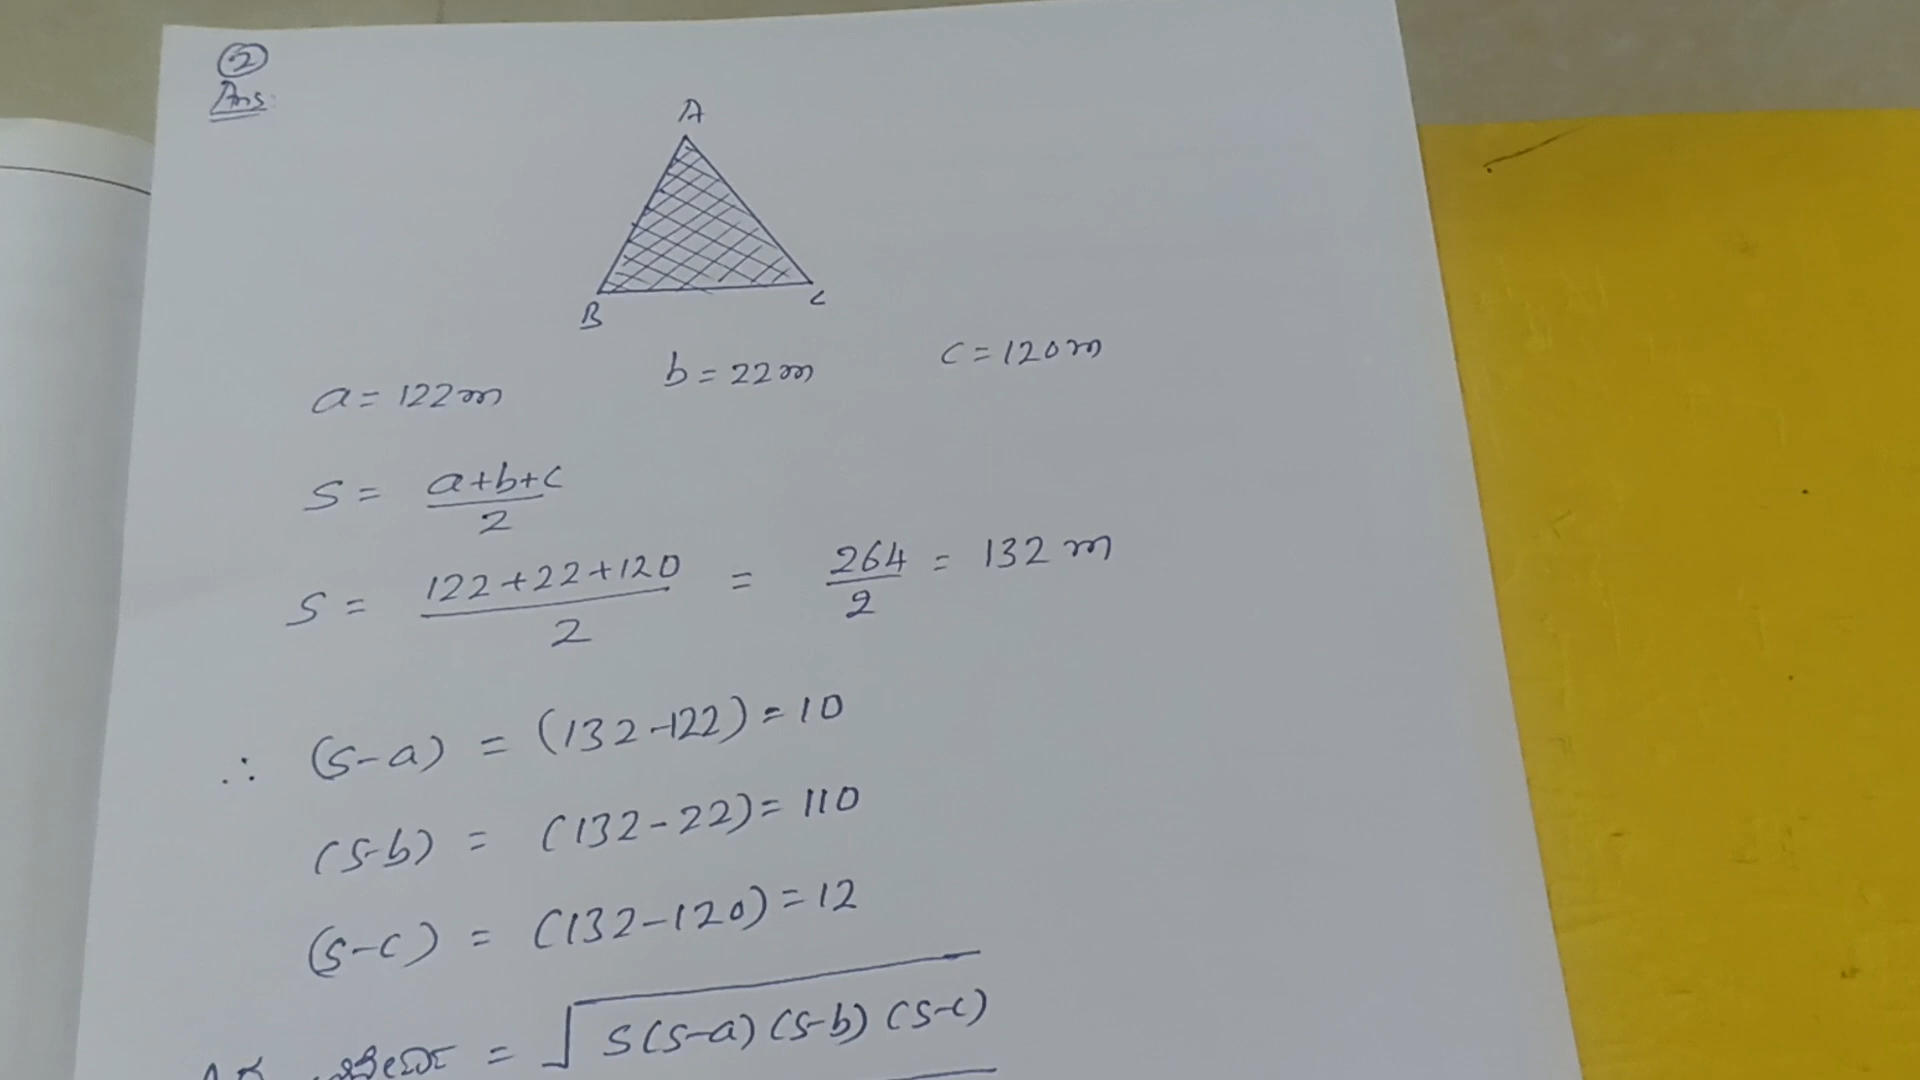 2
Ans:
A
B
C
a = 122m
b = 22m
c = 120m
S = a+b+c / 2
S = 122+22+120 / 2 = 264 / 2 = 132 m
∴ (S-a) = (132-122) = 10
(S-b) = (132-22) = 110
(S-c) = (132-120) = 12
= √S(S-a)(S-b)(S-c)